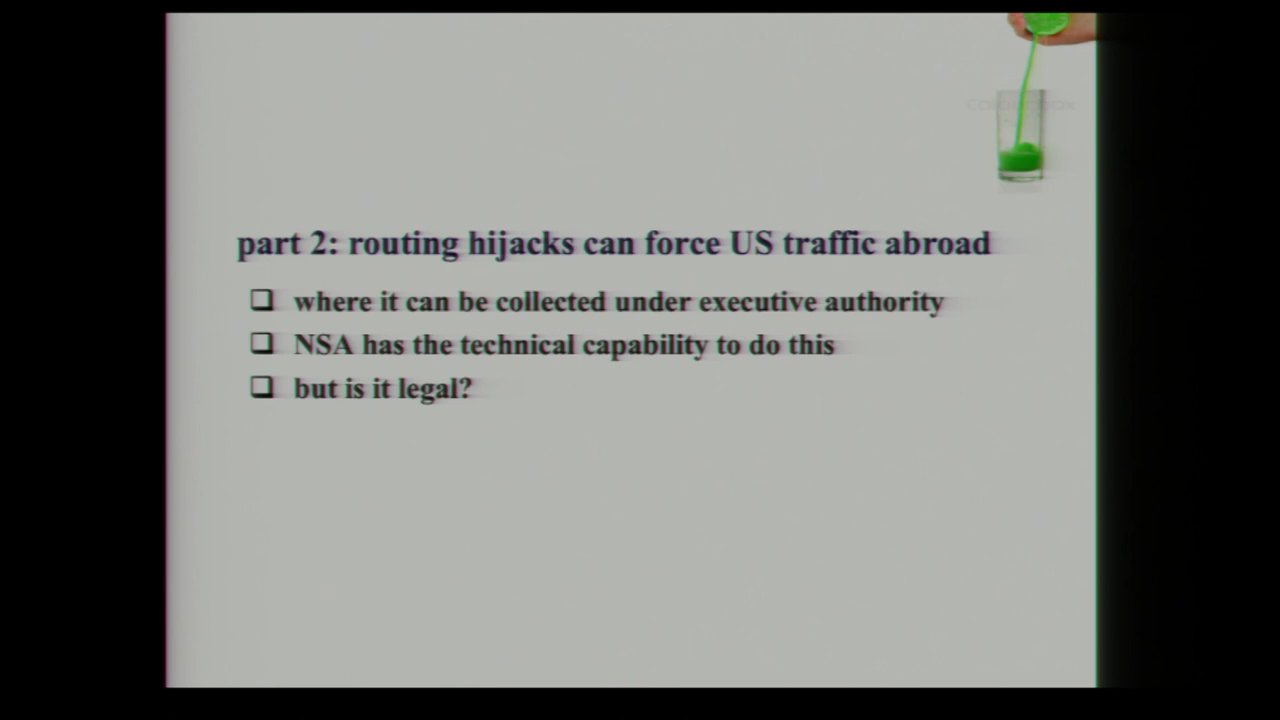 part 2: routing hijacks can force US traffic abroad
where it can be collected under executive authority
NSA has the technical capability to do this
but is it legal?